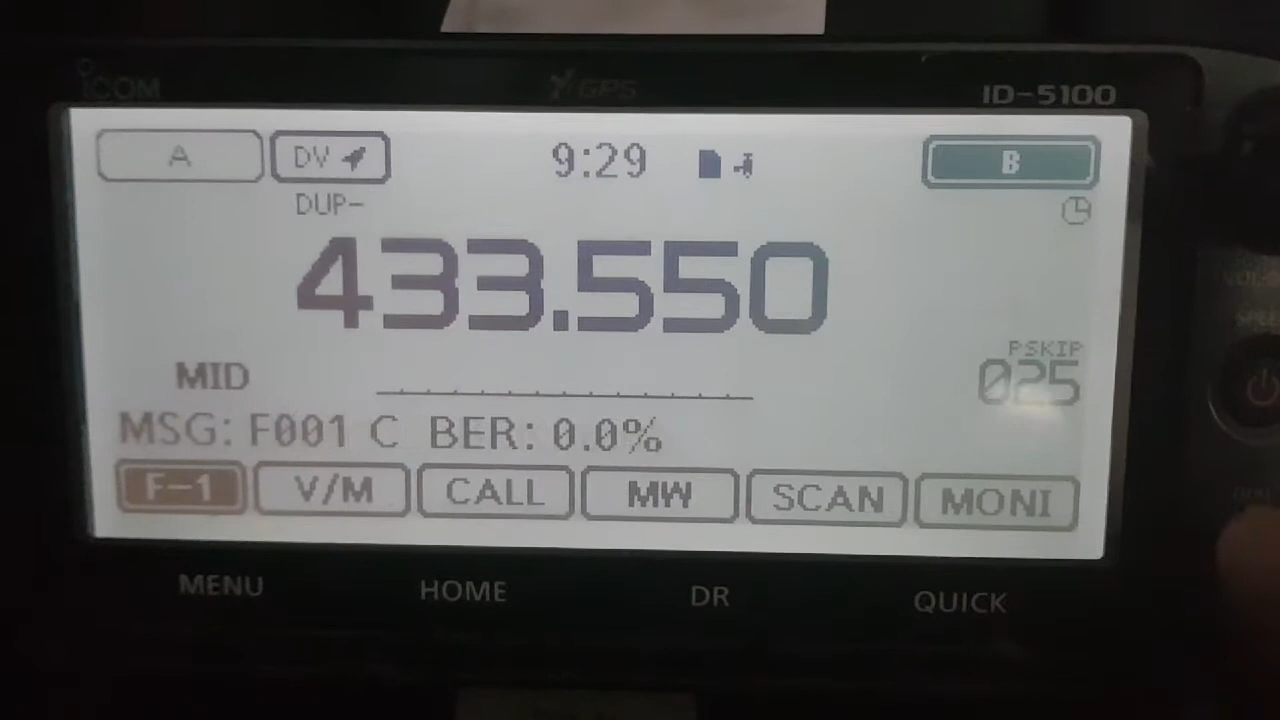 ICOM GPS ID-5100
A DV 9:29 B
DUP-
433.550
PSKIP
MID 025
MSG: F001 C BER: 0.0%
F-1 V/M CALL MW SCAN MONI
MENU HOME DR QUICK